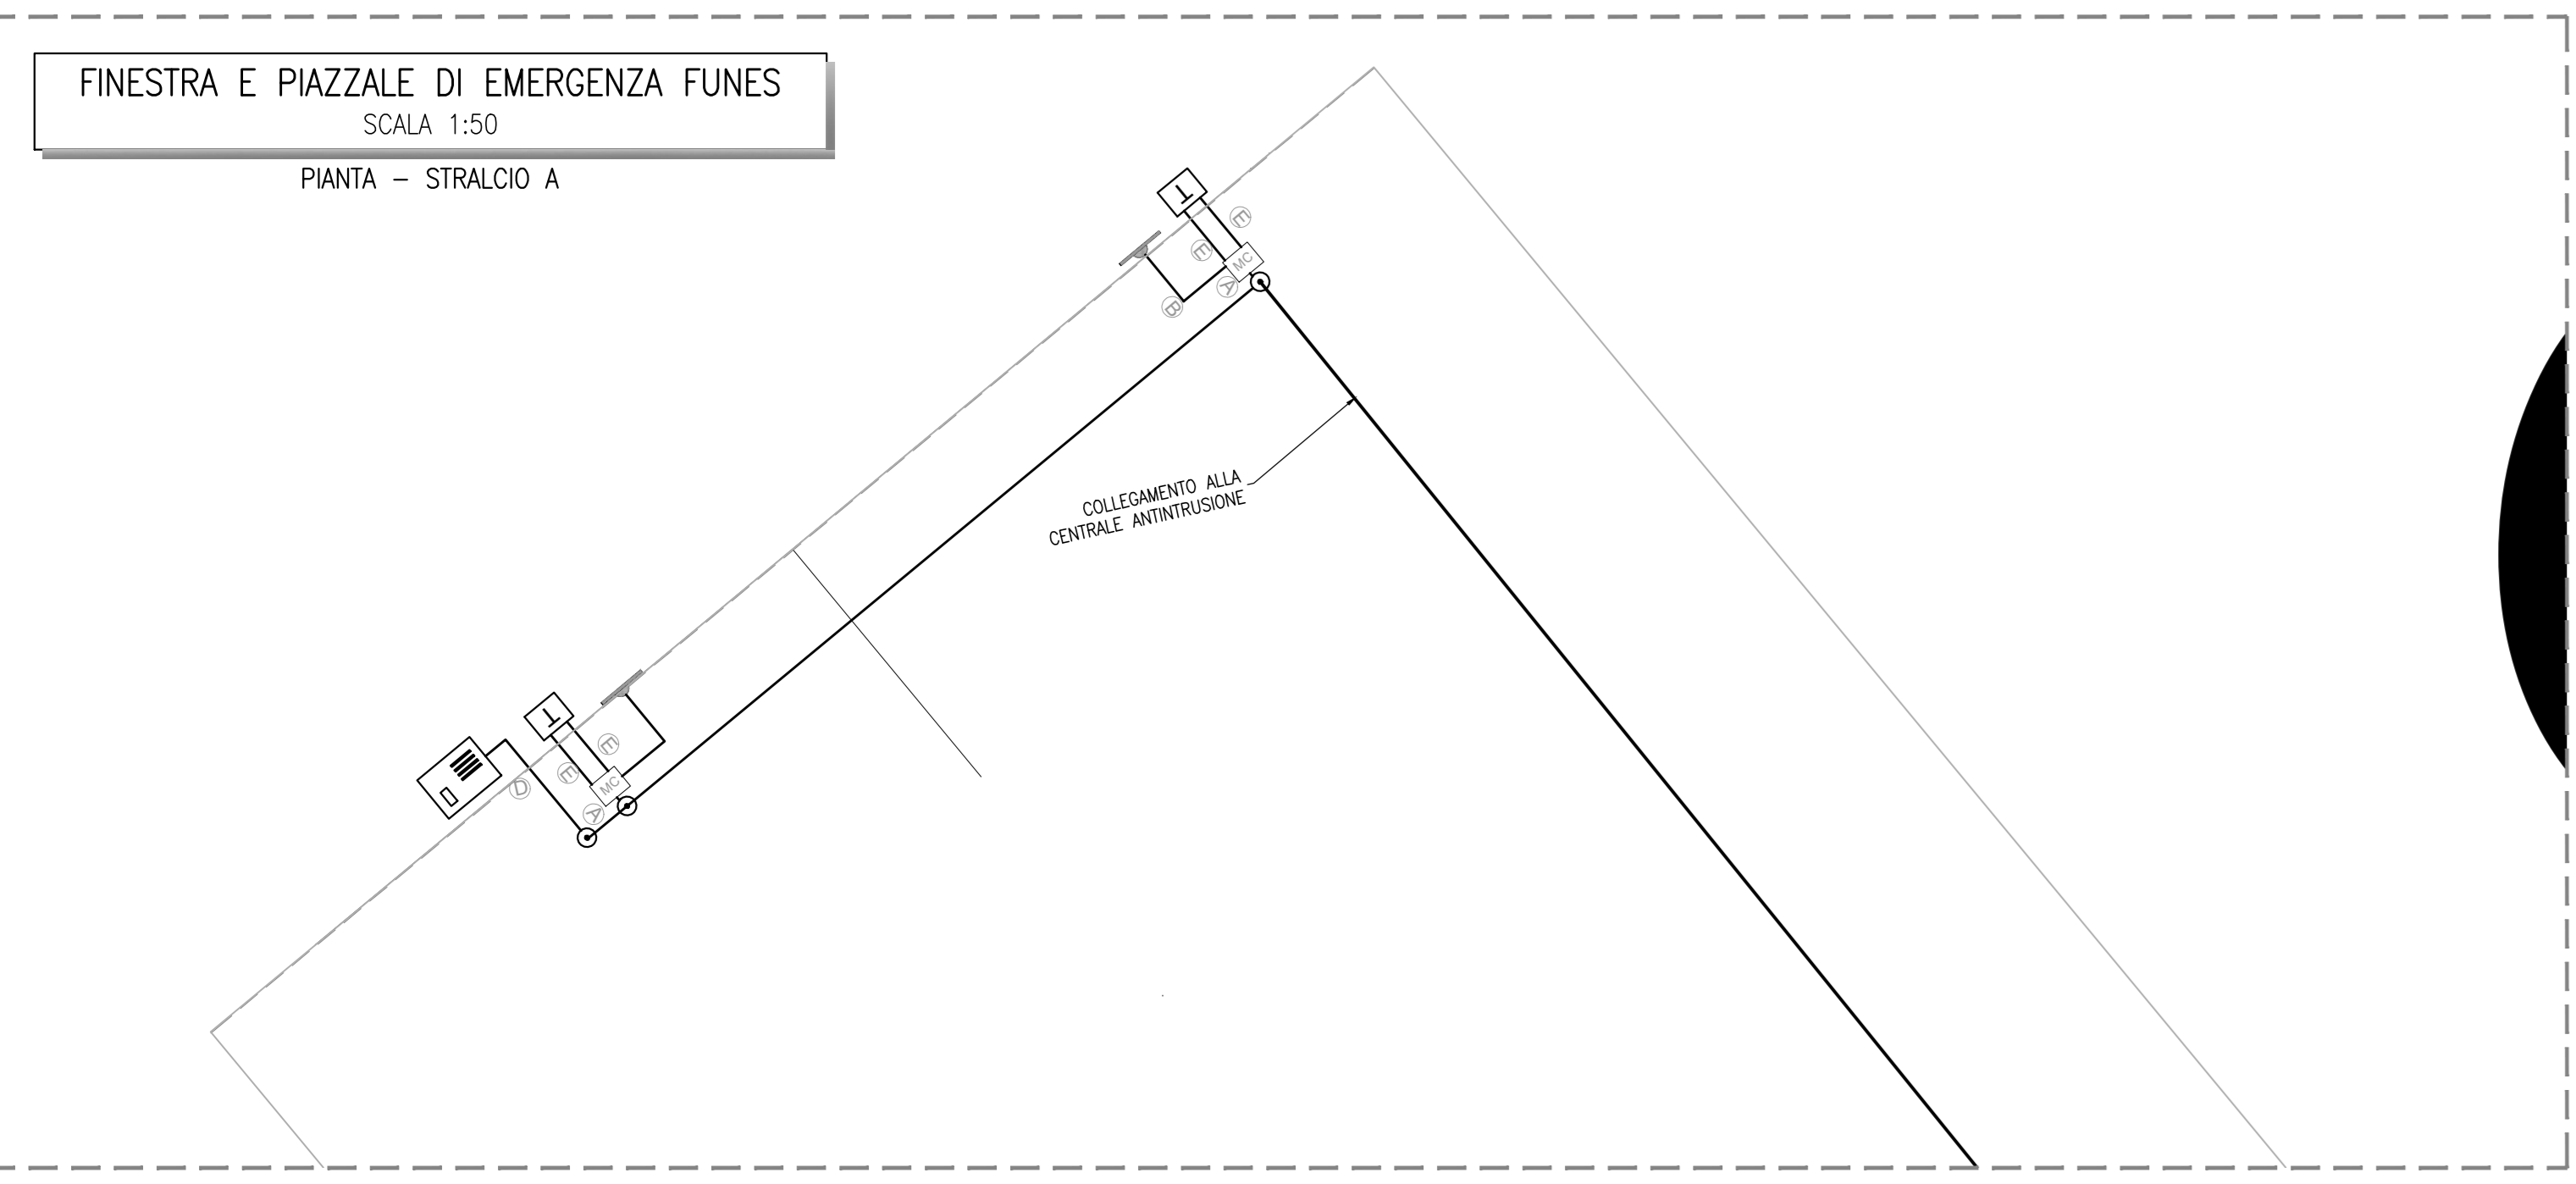 FINESTRA E PIAZZALE DI EMERGENZA FUNES
SCALA 1:50
PIANTA – STRALCIO A
T
E
E
MC
A
B
COLLEGAMENTO ALLA
CENTRALE ANTINTRUSIONE
T
E
E
MC
D
A